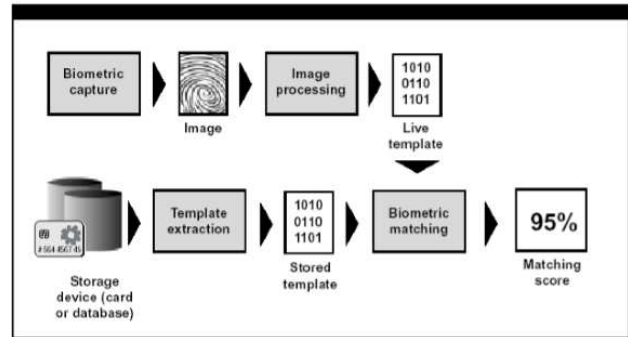 Biometric
capture
Image
Image
processing
1010
0110
1101
Live
template
Storage
device (card
or database)
Template
extraction
1010
0110
1101
Stored
template
Biometric
matching
95%
Matching
score